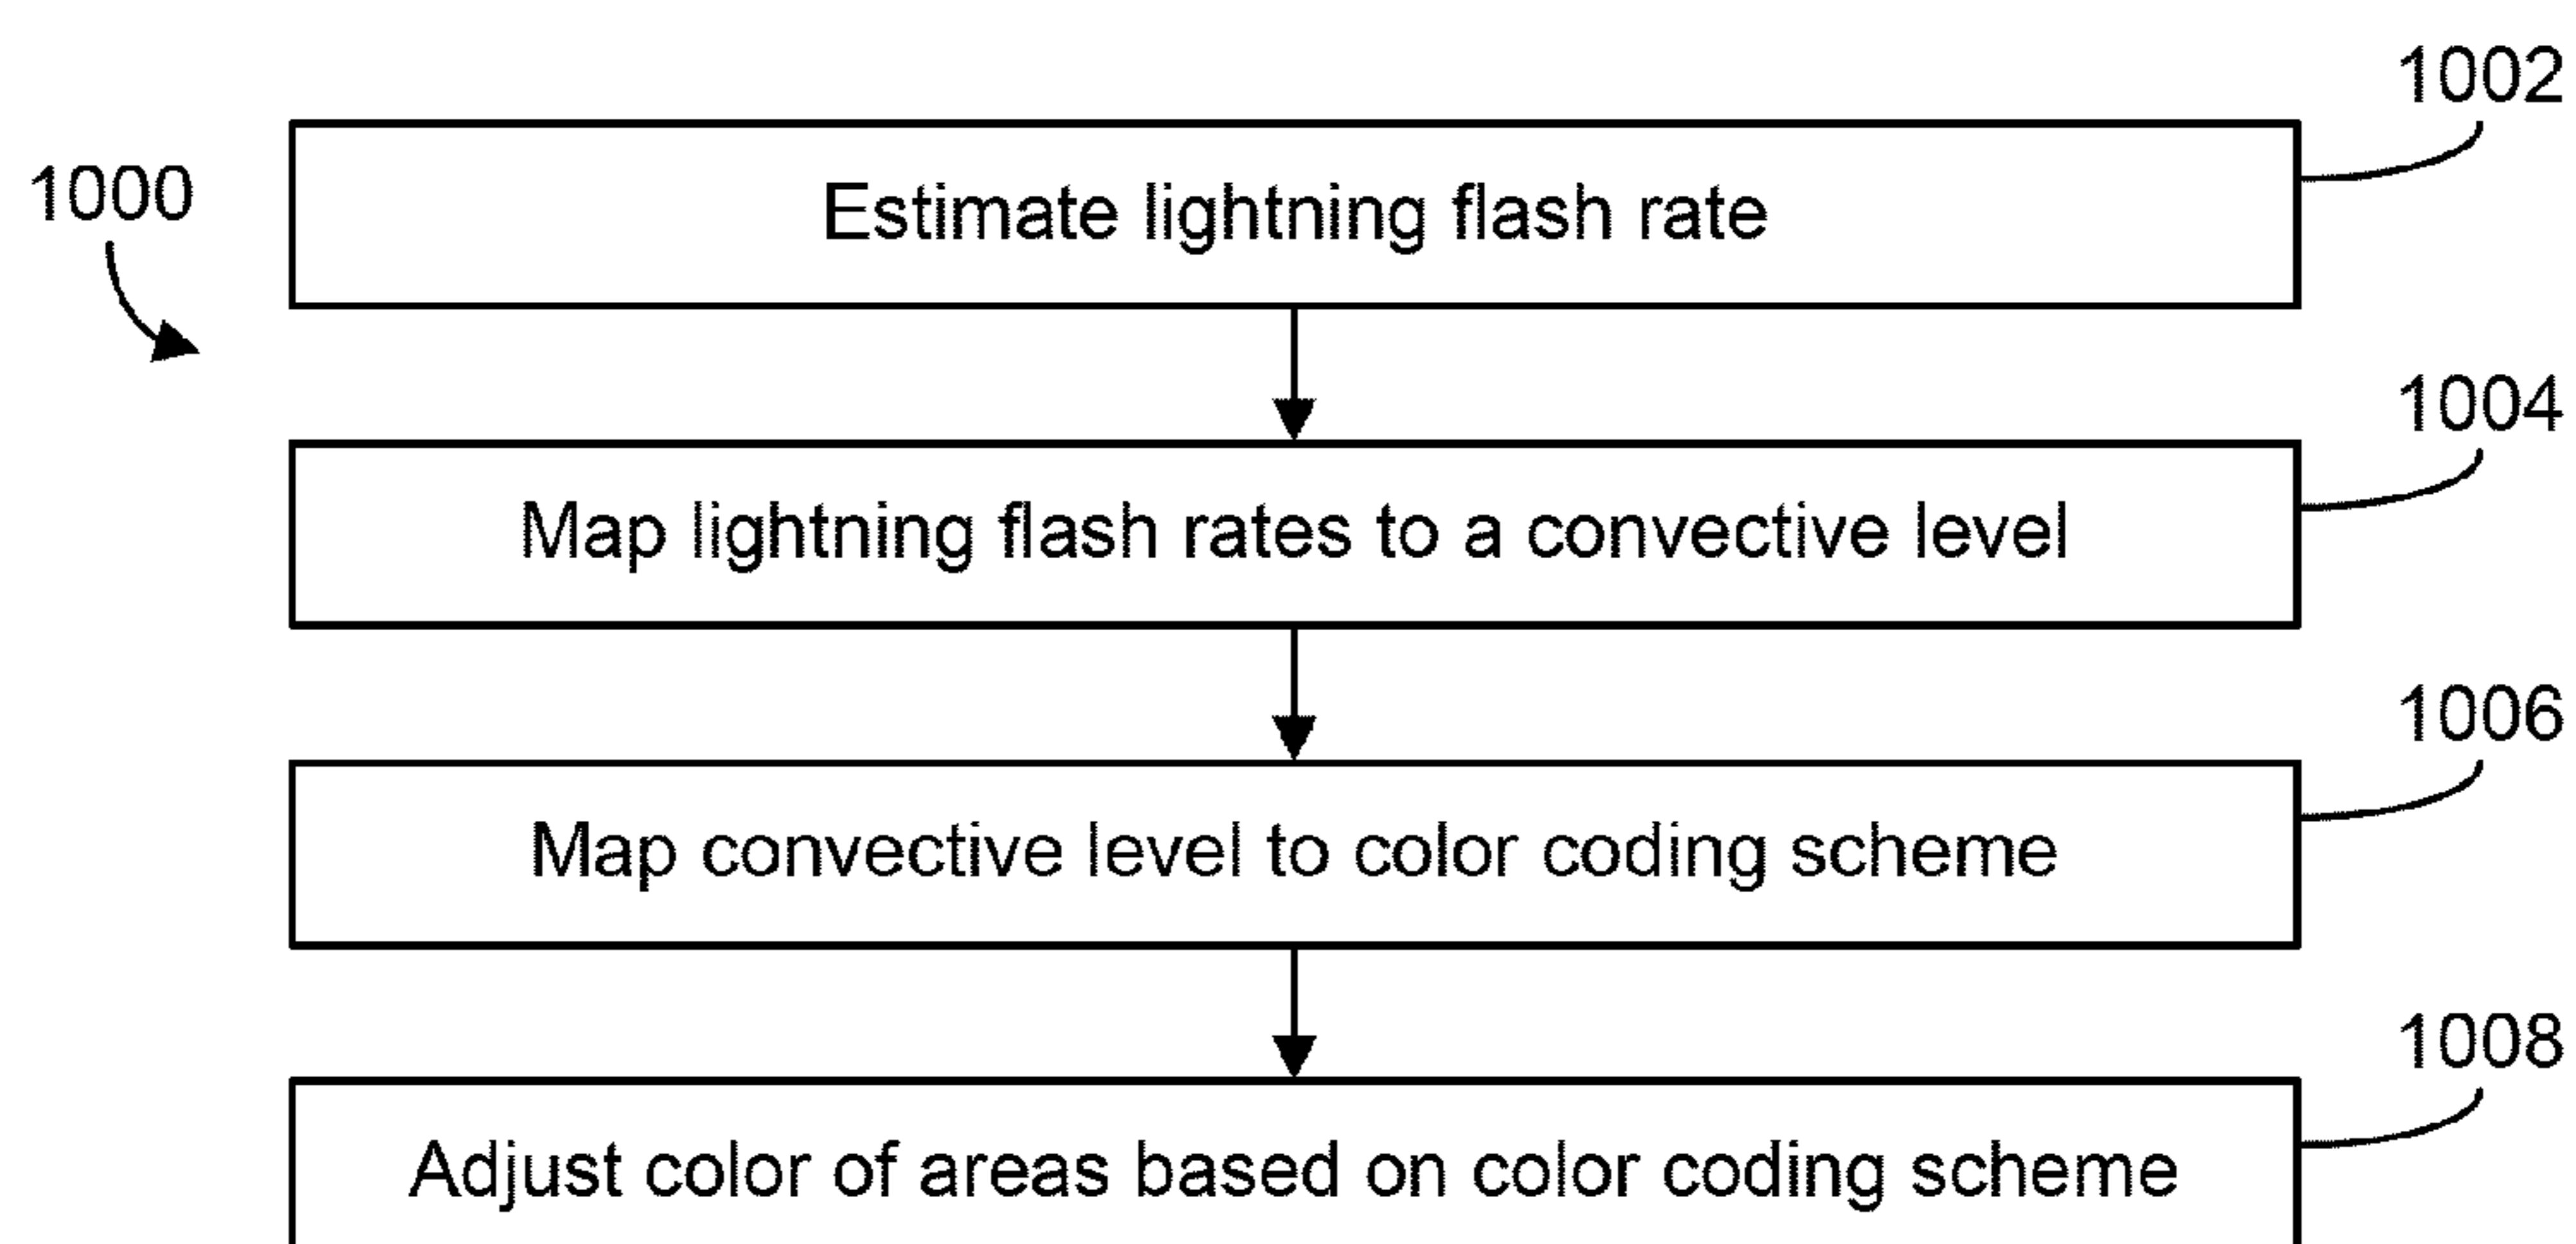 1002
1000
Estimate lightning flash rate
1004
Map lightning flash rates to a convective level
1006
Map convective level to color coding scheme
1008
Adjust color of areas based on color coding scheme